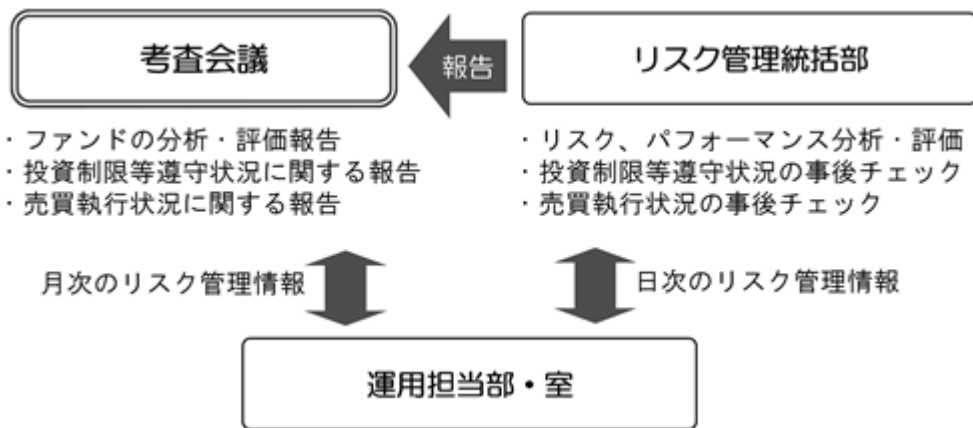 考査会議
報告
リスク管理統括部
・ファンドの分析・評価報告
・投資制限等遵守状況に関する報告
・売買執行状況に関する報告
・リスク、パフォーマンス分析・評価
・投資制限等遵守状況の事後チェック
・売買執行状況の事後チェック
月次のリスク管理情報
日次のリスク管理情報
運用担当部・室